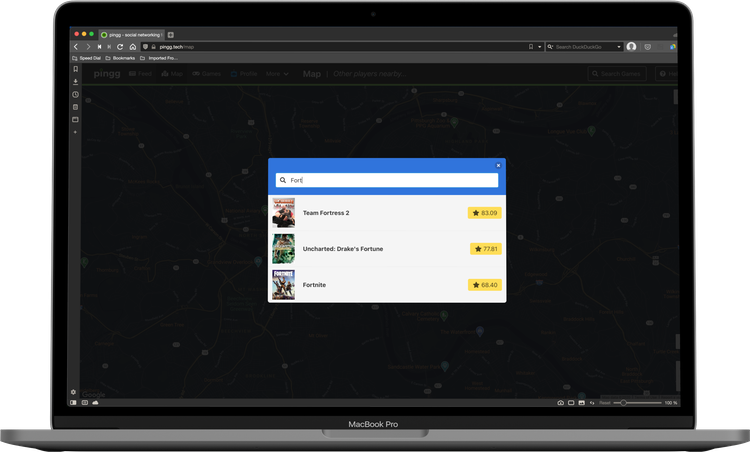 pingg - social networking
pingg.tech/map
Search DuckDuckGo
Speed Dial
Bookmarks
Imported Fro...
pingg
Feed
Map
Games
Profile
More
Map
Other players nearby...
Search Games
Fort
Team Fortress 2
83.09
Uncharted: Drake's Fortune
77.81
FORTNITE
Fortnite
68.40
Google
Reset
100 %
MacBook Pro